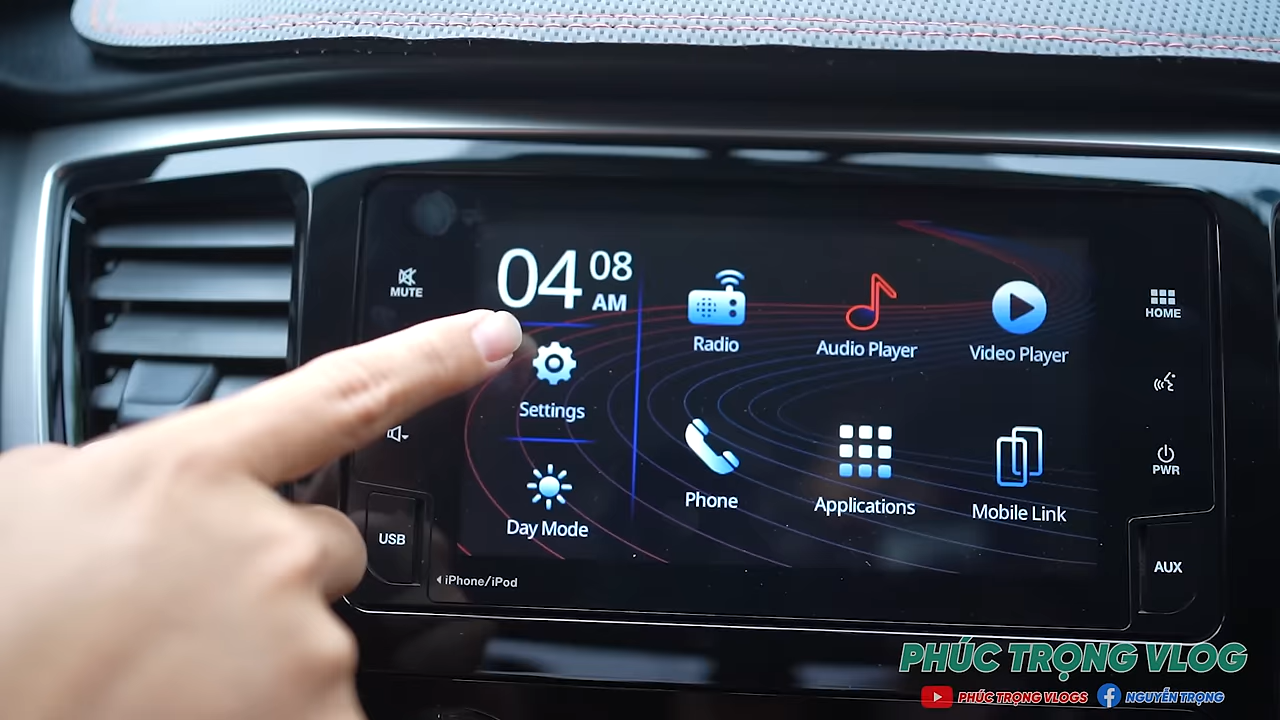 04 08
AM
MUTE
Settings
Day Mode
Radio
Audio Player
Video Player
Phone
Applications
Mobile Link
HOME
PWR
USB
iPhone/iPod
AUX
PHÚC TRỌNG VLOG
PHÚC TRỌNG VLOGS
NGUYỄN TRỌNG